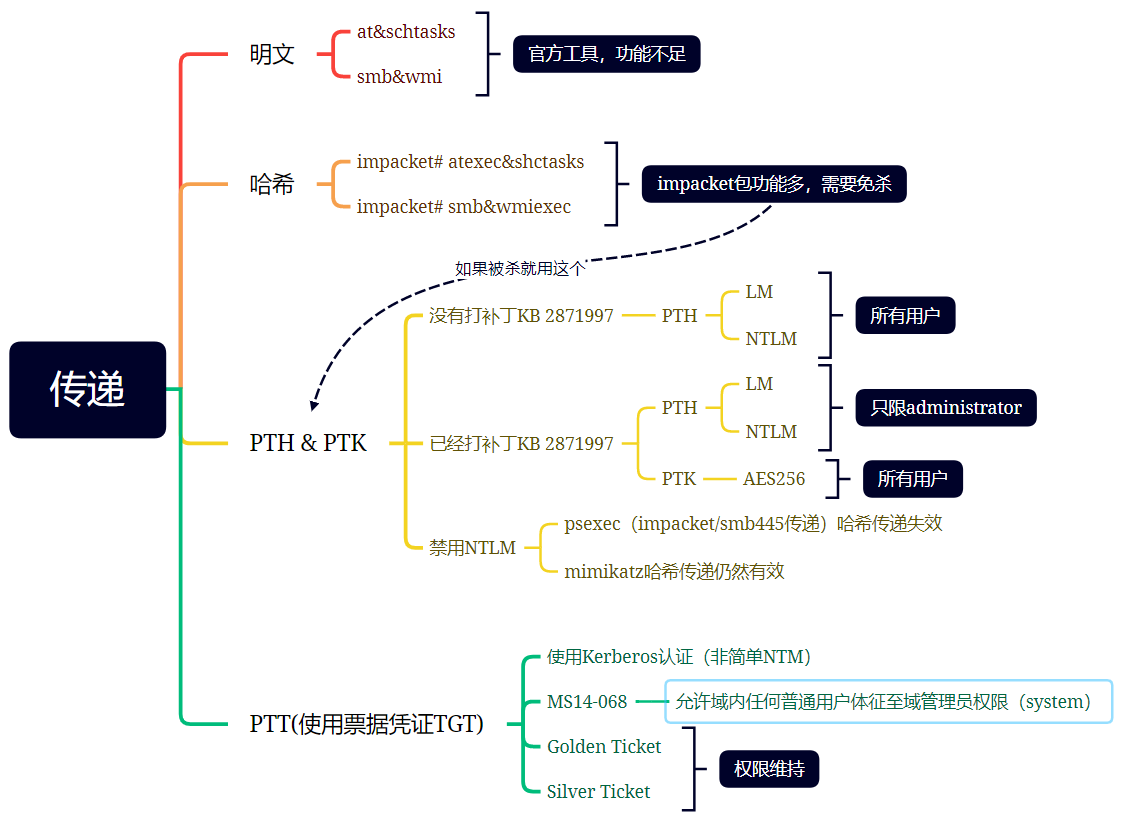 传递
明文
at&schtasks
smb&wmi
官方工具，功能不足
哈希
impacket# atexec&shctasks
impacket# smb&wmiexec
impacket包功能多，需要免杀
如果被杀就用这个
PTH & PTK
没有打补丁KB 2871997
PTH
LM
NTLM
所有用户
已经打补丁KB 2871997
PTH
LM
NTLM
只限administrator
PTK
AES256
所有用户
禁用NTLM
psexec（impacket/smb445传递）哈希传递失效
mimikatz哈希传递仍然有效
PTT(使用票据凭证TGT)
使用Kerberos认证（非简单NTM）
MS14-068
允许域内任何普通用户体征至域管理员权限（system）
Golden Ticket
Silver Ticket
权限维持